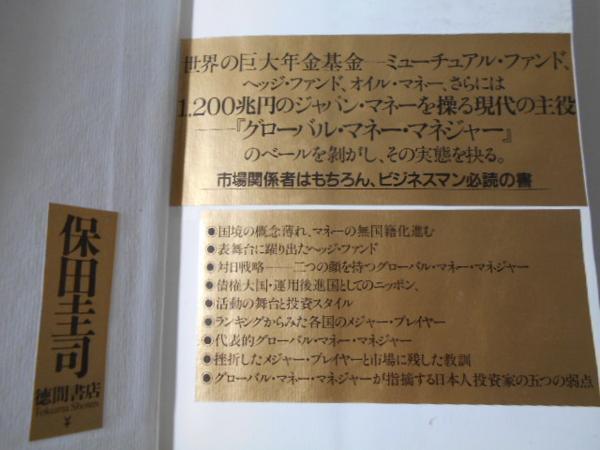 世界の巨大年金基金──ミューチュアル・ファンド、
ヘッジ・ファンド、オイル・マネー、さらには
1,200兆円のジャパン・マネーを操る現代の主役
──『グローバル・マネー・マネジャー』
のベールを剥がし、その実態を抉る。
市場関係者はもちろん、ビジネスマン必読の書
●国境の概念薄れ、マネーの無国籍化進む
●表舞台に躍り出たヘッジ・ファンド
●対日戦略──二つの顔を持つグローバル・マネー・マネジャー
●債権大国・運用後進国としてのニッポン、
●活動の舞台と投資スタイル
●ランキングからみた各国のメジャー・プレイヤー
●代表的グローバル・マネー・マネジャー
●挫折したメジャー・プレイヤーと市場に残した教訓
●グローバル・マネー・マネジャーが指摘する日本人投資家の五つの弱点
保田圭司
徳間書店
Tokuma Shoten
¥